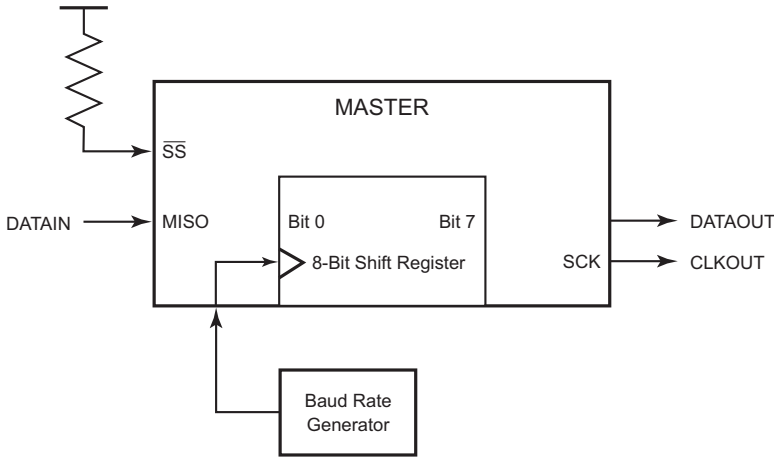 MASTER
SS
DATAIN
MISO
Bit 0
Bit 7
DATAOUT
8-Bit Shift Register
SCK
CLKOUT
Baud Rate
Generator